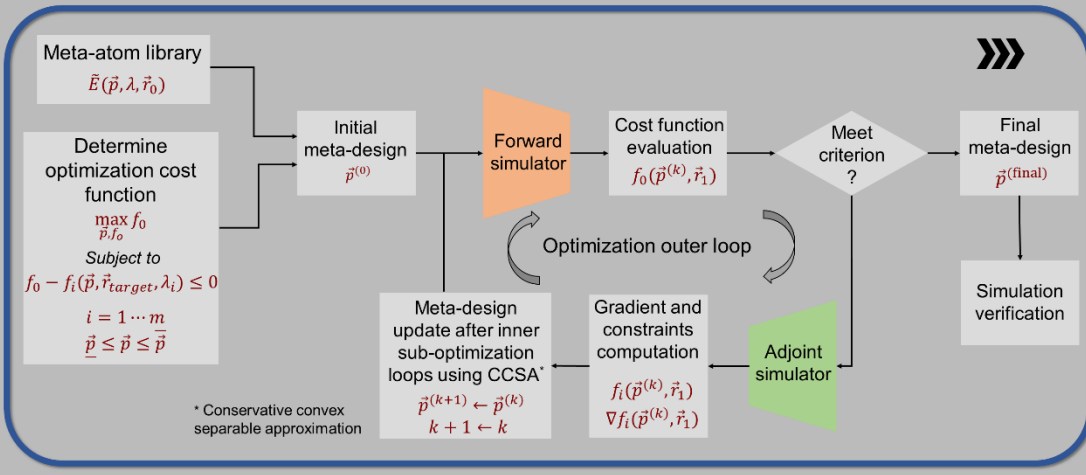 Meta-atom library
Ẽ(p⃗, λ, r⃗₀)
Determine
optimization cost
function
max f₀
p⃗,fₒ
Subject to
f₀ − fᵢ(p⃗, r⃗_target, λᵢ) ≤ 0
i = 1 ⋯ m
p⃗ ≤ p⃗ ≤ p⃗
Initial
meta-design
p⃗⁽⁰⁾
Forward
simulator
Cost function
evaluation
f₀(p⃗⁽ᵏ⁾, r⃗₁)
Meet
criterion
?
Final
meta-design
p⃗⁽ᶠⁱⁿᵃˡ⁾
Simulation
verification
Optimization outer loop
Adjoint
simulator
Gradient and
constraints
computation
fᵢ(p⃗⁽ᵏ⁾, r⃗₁)
∇fᵢ(p⃗⁽ᵏ⁾, r⃗₁)
Meta-design
update after inner
sub-optimization
loops using CCSA*
p⃗⁽ᵏ⁺¹⁾ ← p⃗⁽ᵏ⁾
k + 1 ← k
* Conservative convex
separable approximation